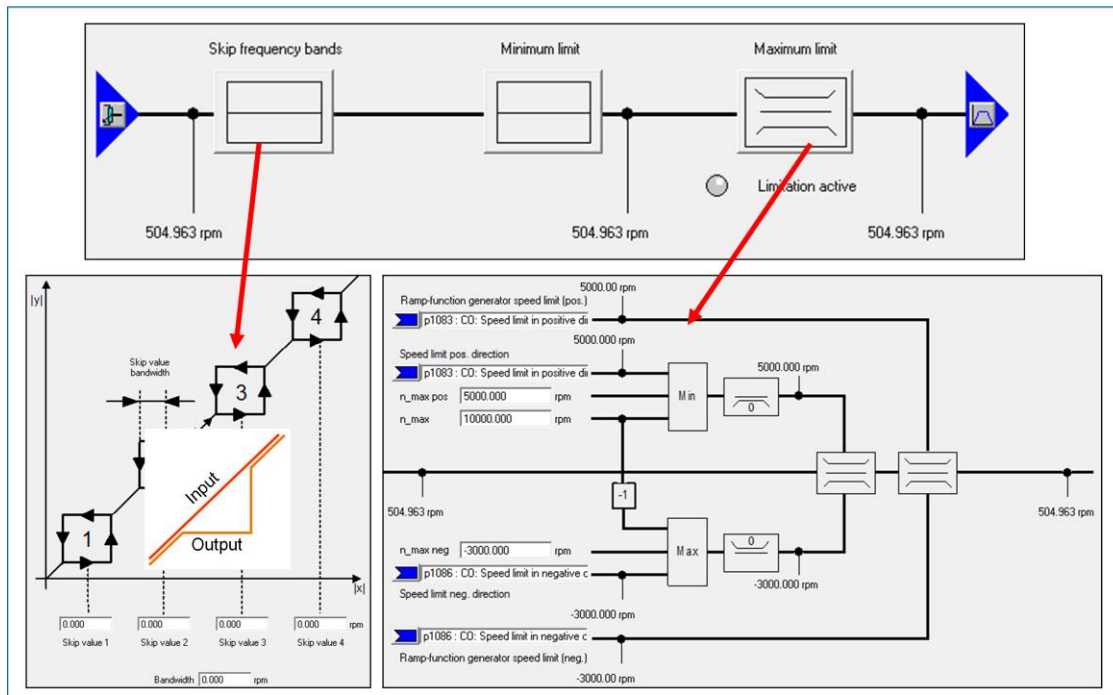 Skip frequency bands
Minimum limit
Maximum limit
Limitation active
504.963 rpm
504.963 rpm
504.963 rpm
|y|
4
Skip value
bandwidth
3
Input
Output
1
|x|
0.000
0.000
0.000
0.000 rpm
Skip value 1
Skip value 2
Skip value 3
Skip value 4
Bandwidth 0.000 rpm
5000.00 rpm
Ramp-function generator speed limit (pos.)
p1083 : CO: Speed limit in positive di
5000.000 rpm
Speed limit pos. direction
p1083 : CO: Speed limit in positive di
n_max pos 5000.000 rpm
n_max 10000.000 rpm
Min
0
5000.000 rpm
-1
504.963 rpm
504.963 rpm
n_max neg -3000.000 rpm
Max
0
p1086 : CO: Speed limit in negative c
-3000.000 rpm
Speed limit neg. direction
-3000.000 rpm
p1086 : CO: Speed limit in negative c
Ramp-function generator speed limit (neg.)
-3000.00 rpm